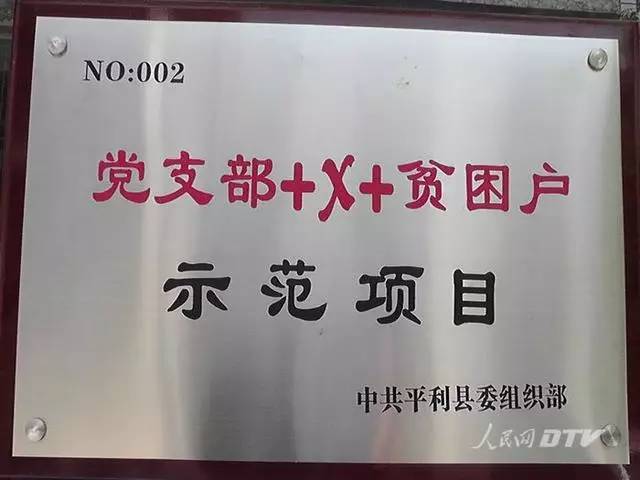 NO:002
党支部+X+贫困户
示范项目
中共平利县委组织部
人民网DTV